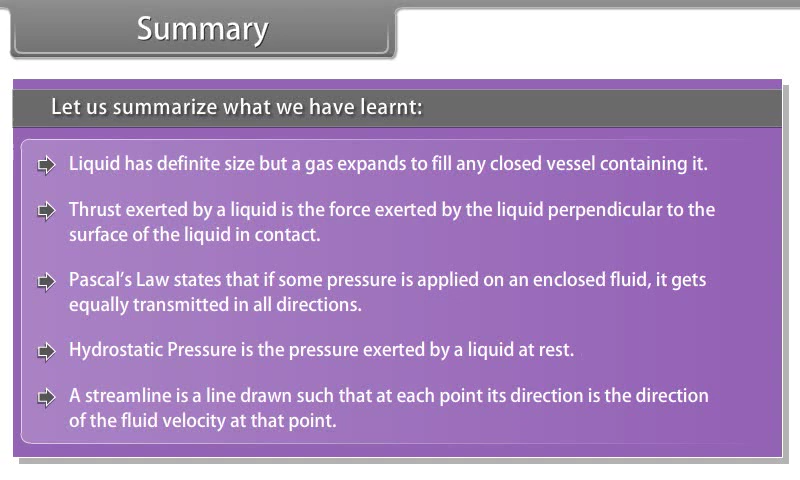 Summary
Let us summarize what we have learnt:
Liquid has definite size but a gas expands to fill any closed vessel containing it.
Thrust exerted by a liquid is the force exerted by the liquid perpendicular to the
surface of the liquid in contact.
Pascal's Law states that if some pressure is applied on an enclosed fluid, it gets
equally transmitted in all directions.
Hydrostatic Pressure is the pressure exerted by a liquid at rest.
A streamline is a line drawn such that at each point its direction is the direction
of the fluid velocity at that point.